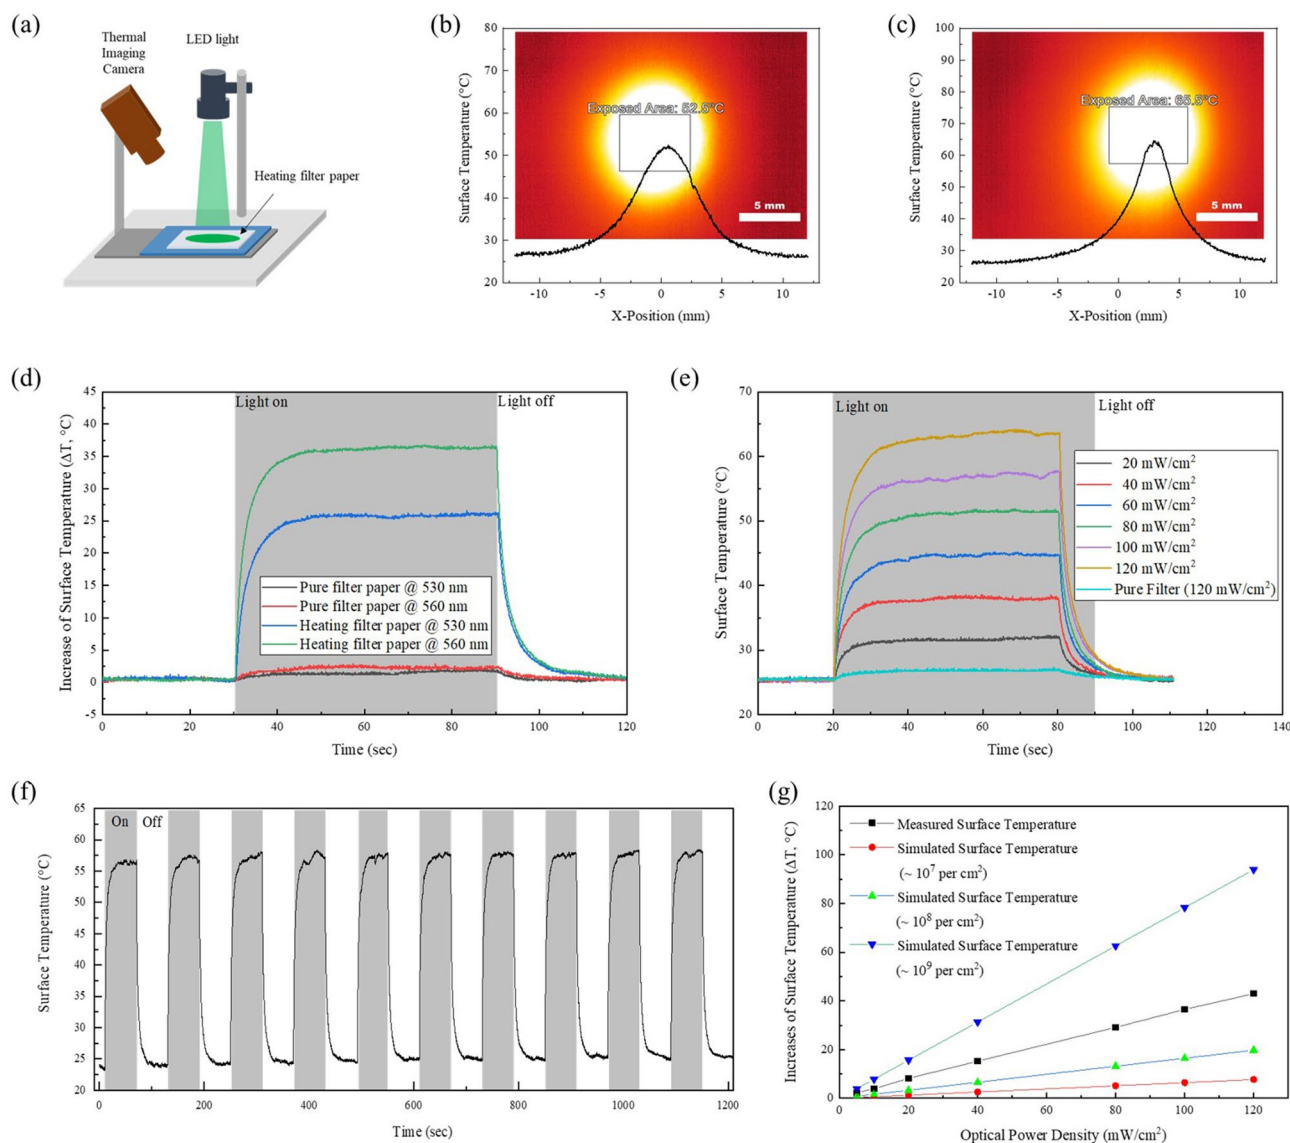 (a)
Thermal
Imaging
Camera
LED light
Heating filter paper
(b)
Surface Temperature (°C)
80
70
60
50
40
30
20
Exposed Area: 52.5°C
5 mm
-10
-5
0
5
10
X-Position (mm)
(c)
Surface Temperature (°C)
100
90
80
70
60
50
40
30
20
Exposed Area: 65.5°C
5 mm
-10
-5
0
5
10
X-Position (mm)
(d)
Increase of Surface Temperature (ΔT, °C)
45
40
35
30
25
20
15
10
5
0
-5
Light on
Light off
Pure filter paper @ 530 nm
Pure filter paper @ 560 nm
Heating filter paper @ 530 nm
Heating filter paper @ 560 nm
0
20
40
60
80
100
120
Time (sec)
(e)
Surface Temperature (°C)
70
60
50
40
30
20
Light on
Light off
20 mW/cm²
40 mW/cm²
60 mW/cm²
80 mW/cm²
100 mW/cm²
120 mW/cm²
Pure Filter (120 mW/cm²)
0
20
40
60
80
100
120
140
Time (sec)
(f)
Surface Temperature (°C)
65
60
55
50
45
40
35
30
25
20
On
Off
0
200
400
600
800
1000
1200
Time (sec)
(g)
Increases of Surface Temperature (ΔT, °C)
120
100
80
60
40
20
0
Measured Surface Temperature
Simulated Surface Temperature
(~ 10⁷ per cm²)
Simulated Surface Temperature
(~ 10⁸ per cm²)
Simulated Surface Temperature
(~ 10⁹ per cm²)
0
20
40
60
80
100
120
Optical Power Density (mW/cm²)